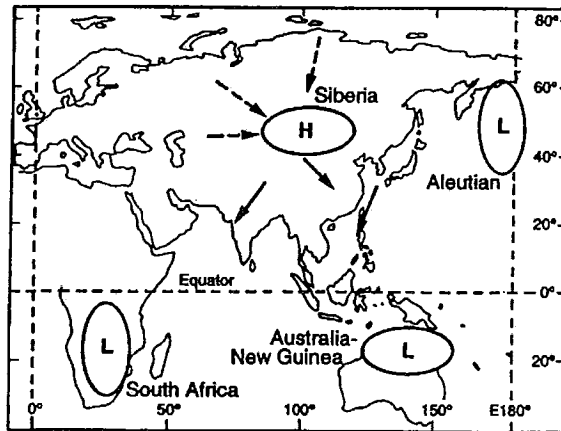 80°
Siberia
60°
H
L
40°
Aleutian
20°
Equator
0°
Australia-
New Guinea
L
L
20°
South Africa
0°
50°
100°
150°
E180°